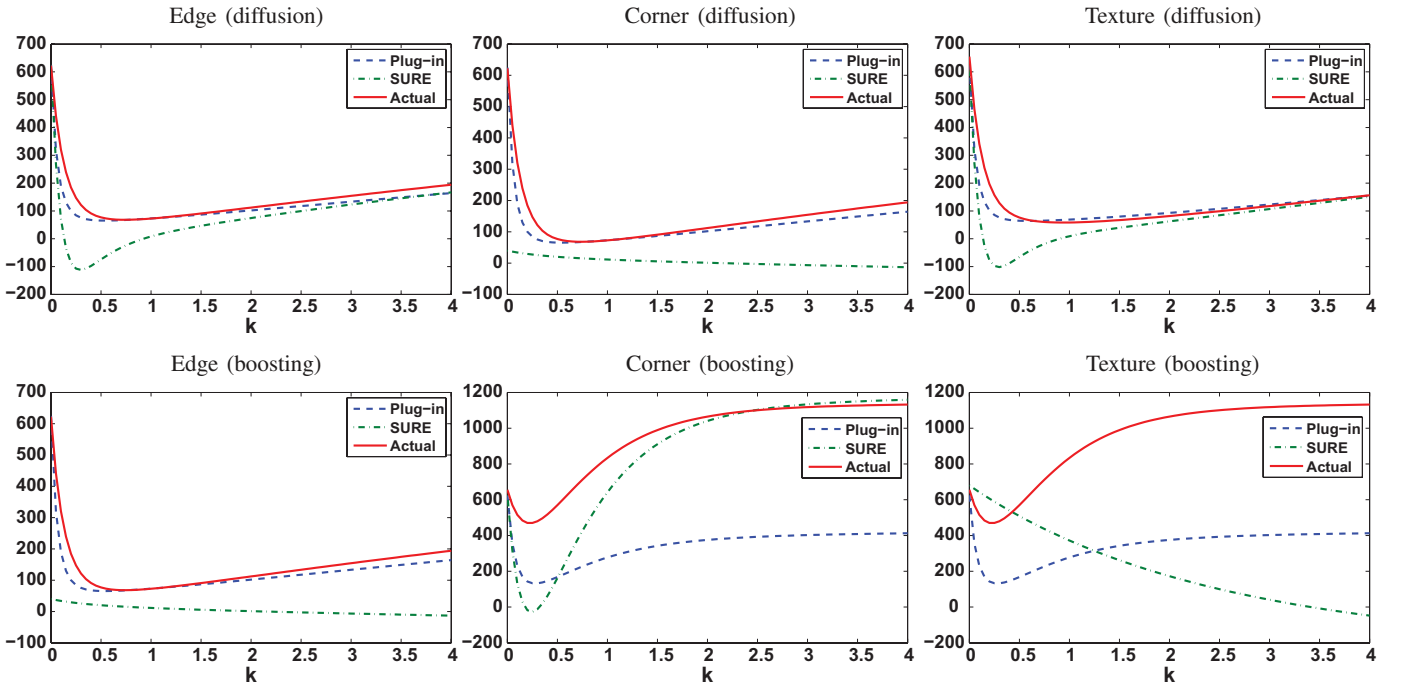 Edge (diffusion)
700
600
500
400
300
200
100
0
−100
−200
0 0.5 1 1.5 2 2.5 3 3.5 4
k
Plug−in
SURE
Actual
Corner (diffusion)
700
600
500
400
300
200
100
0
−100
0 0.5 1 1.5 2 2.5 3 3.5 4
k
Plug−in
SURE
Actual
Texture (diffusion)
700
600
500
400
300
200
100
0
−100
−200
0 0.5 1 1.5 2 2.5 3 3.5 4
k
Plug−in
SURE
Actual
Edge (boosting)
700
600
500
400
300
200
100
0
−100
0 0.5 1 1.5 2 2.5 3 3.5 4
k
Plug−in
SURE
Actual
Corner (boosting)
1200
1000
800
600
400
200
0
−200
0 0.5 1 1.5 2 2.5 3 3.5 4
k
Plug−in
SURE
Actual
Texture (boosting)
1200
1000
800
600
400
200
0
−200
0 0.5 1 1.5 2 2.5 3 3.5 4
k
Plug−in
SURE
Actual